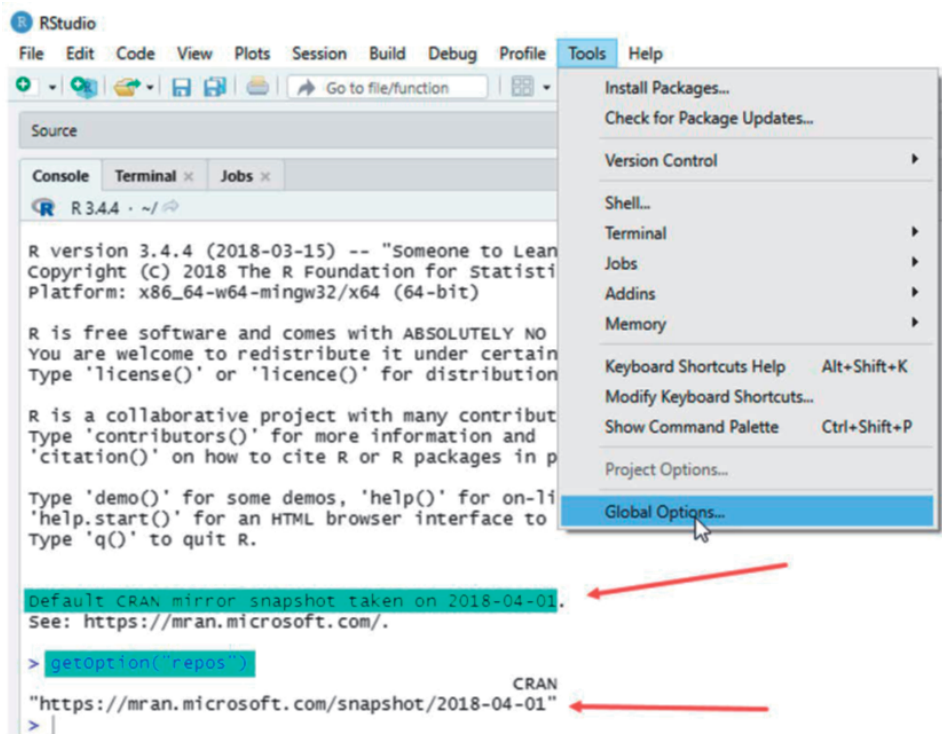 RStudio
File Edit Code View Plots Session Build Debug Profile Tools Help
Go to file/function
Install Packages...
Check for Package Updates...
Version Control
Shell...
Terminal
Jobs
Addins
Memory
Keyboard Shortcuts Help Alt+Shift+K
Modify Keyboard Shortcuts...
Show Command Palette Ctrl+Shift+P
Project Options...
Global Options...
Source
Console Terminal × Jobs ×
R 3.4.4 · ~/
R version 3.4.4 (2018-03-15) -- "Someone to Lean
Copyright (C) 2018 The R Foundation for Statisti
Platform: x86_64-w64-mingw32/x64 (64-bit)
R is free software and comes with ABSOLUTELY NO
You are welcome to redistribute it under certain
Type 'license()' or 'licence()' for distribution
R is a collaborative project with many contribut
Type 'contributors()' for more information and
'citation()' on how to cite R or R packages in p
Type 'demo()' for some demos, 'help()' for on-li
'help.start()' for an HTML browser interface to
Type 'q()' to quit R.
Default CRAN mirror snapshot taken on 2018-04-01.
See: https://mran.microsoft.com/.
> getOption("repos")
CRAN
"https://mran.microsoft.com/snapshot/2018-04-01"
>